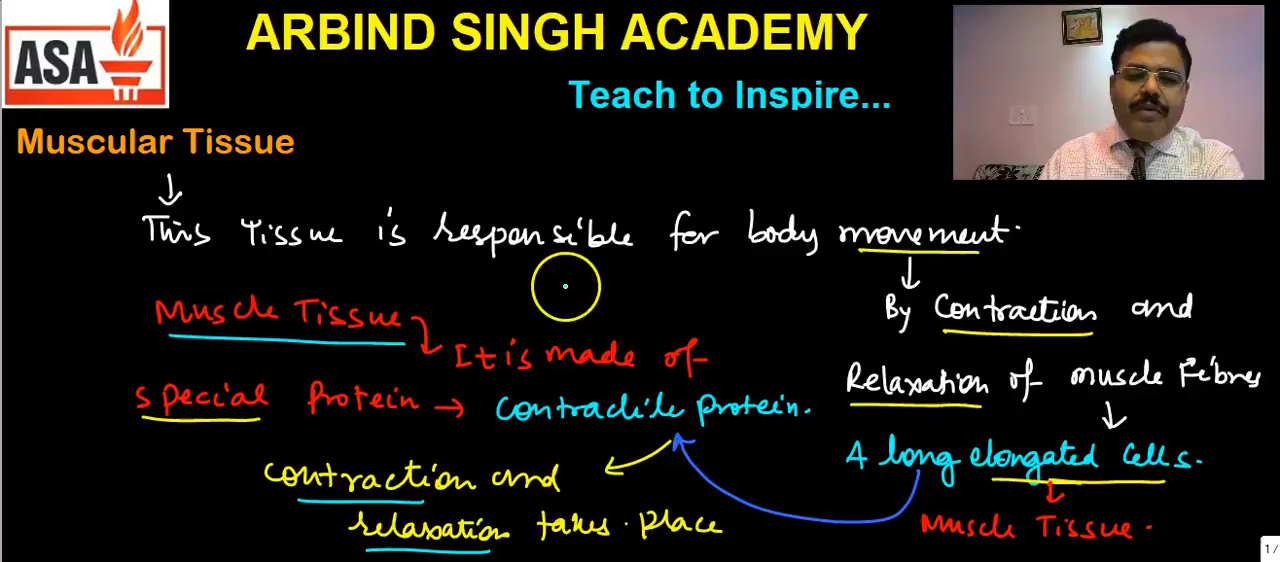 ASA
ARBIND SINGH ACADEMY
Teach to Inspire...
Muscular Tissue
This Tissue is responsible for body movement.
By Contraction and
Relaxation of muscle Fibres
A long elongated cells.
Muscle Tissue.
Muscle Tissue
It is made of
special Protein → contractile protein.
contraction and
relaxation takes place
1/